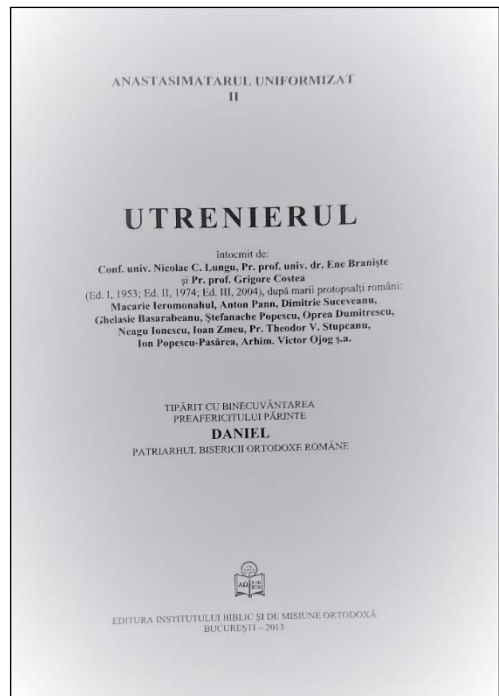 ANASTASIMATARUL UNIFORMIZAT
II
UTRENIERUL
întocmit de:
Conf. univ. Nicolae C. Lungu, Pr. prof. univ. dr. Ene Braniște
și Pr. prof. Grigore Costea
(Ed. I, 1953; Ed. II, 1974; Ed. III, 2004), după marii protopsalți români:
Macarie Ieromonahul, Anton Pann, Dimitrie Suceveanu,
Ghelasie Basarabeanu, Ștefanache Popescu, Oprea Dumitrescu,
Neagu Ionescu, Ioan Zmeu, Pr. Theodor V. Stupcanu,
Ion Popescu-Pasărea, Arhim. Victor Ojog ș.a.
TIPĂRIT CU BINECUVÂNTAREA
PREAFERICITULUI PĂRINTE
DANIEL
PATRIARHUL BISERICII ORTODOXE ROMÂNE
EDITURA INSTITUTULUI BIBLIC ȘI DE MISIUNE ORTODOXĂ
BUCUREȘTI – 2013